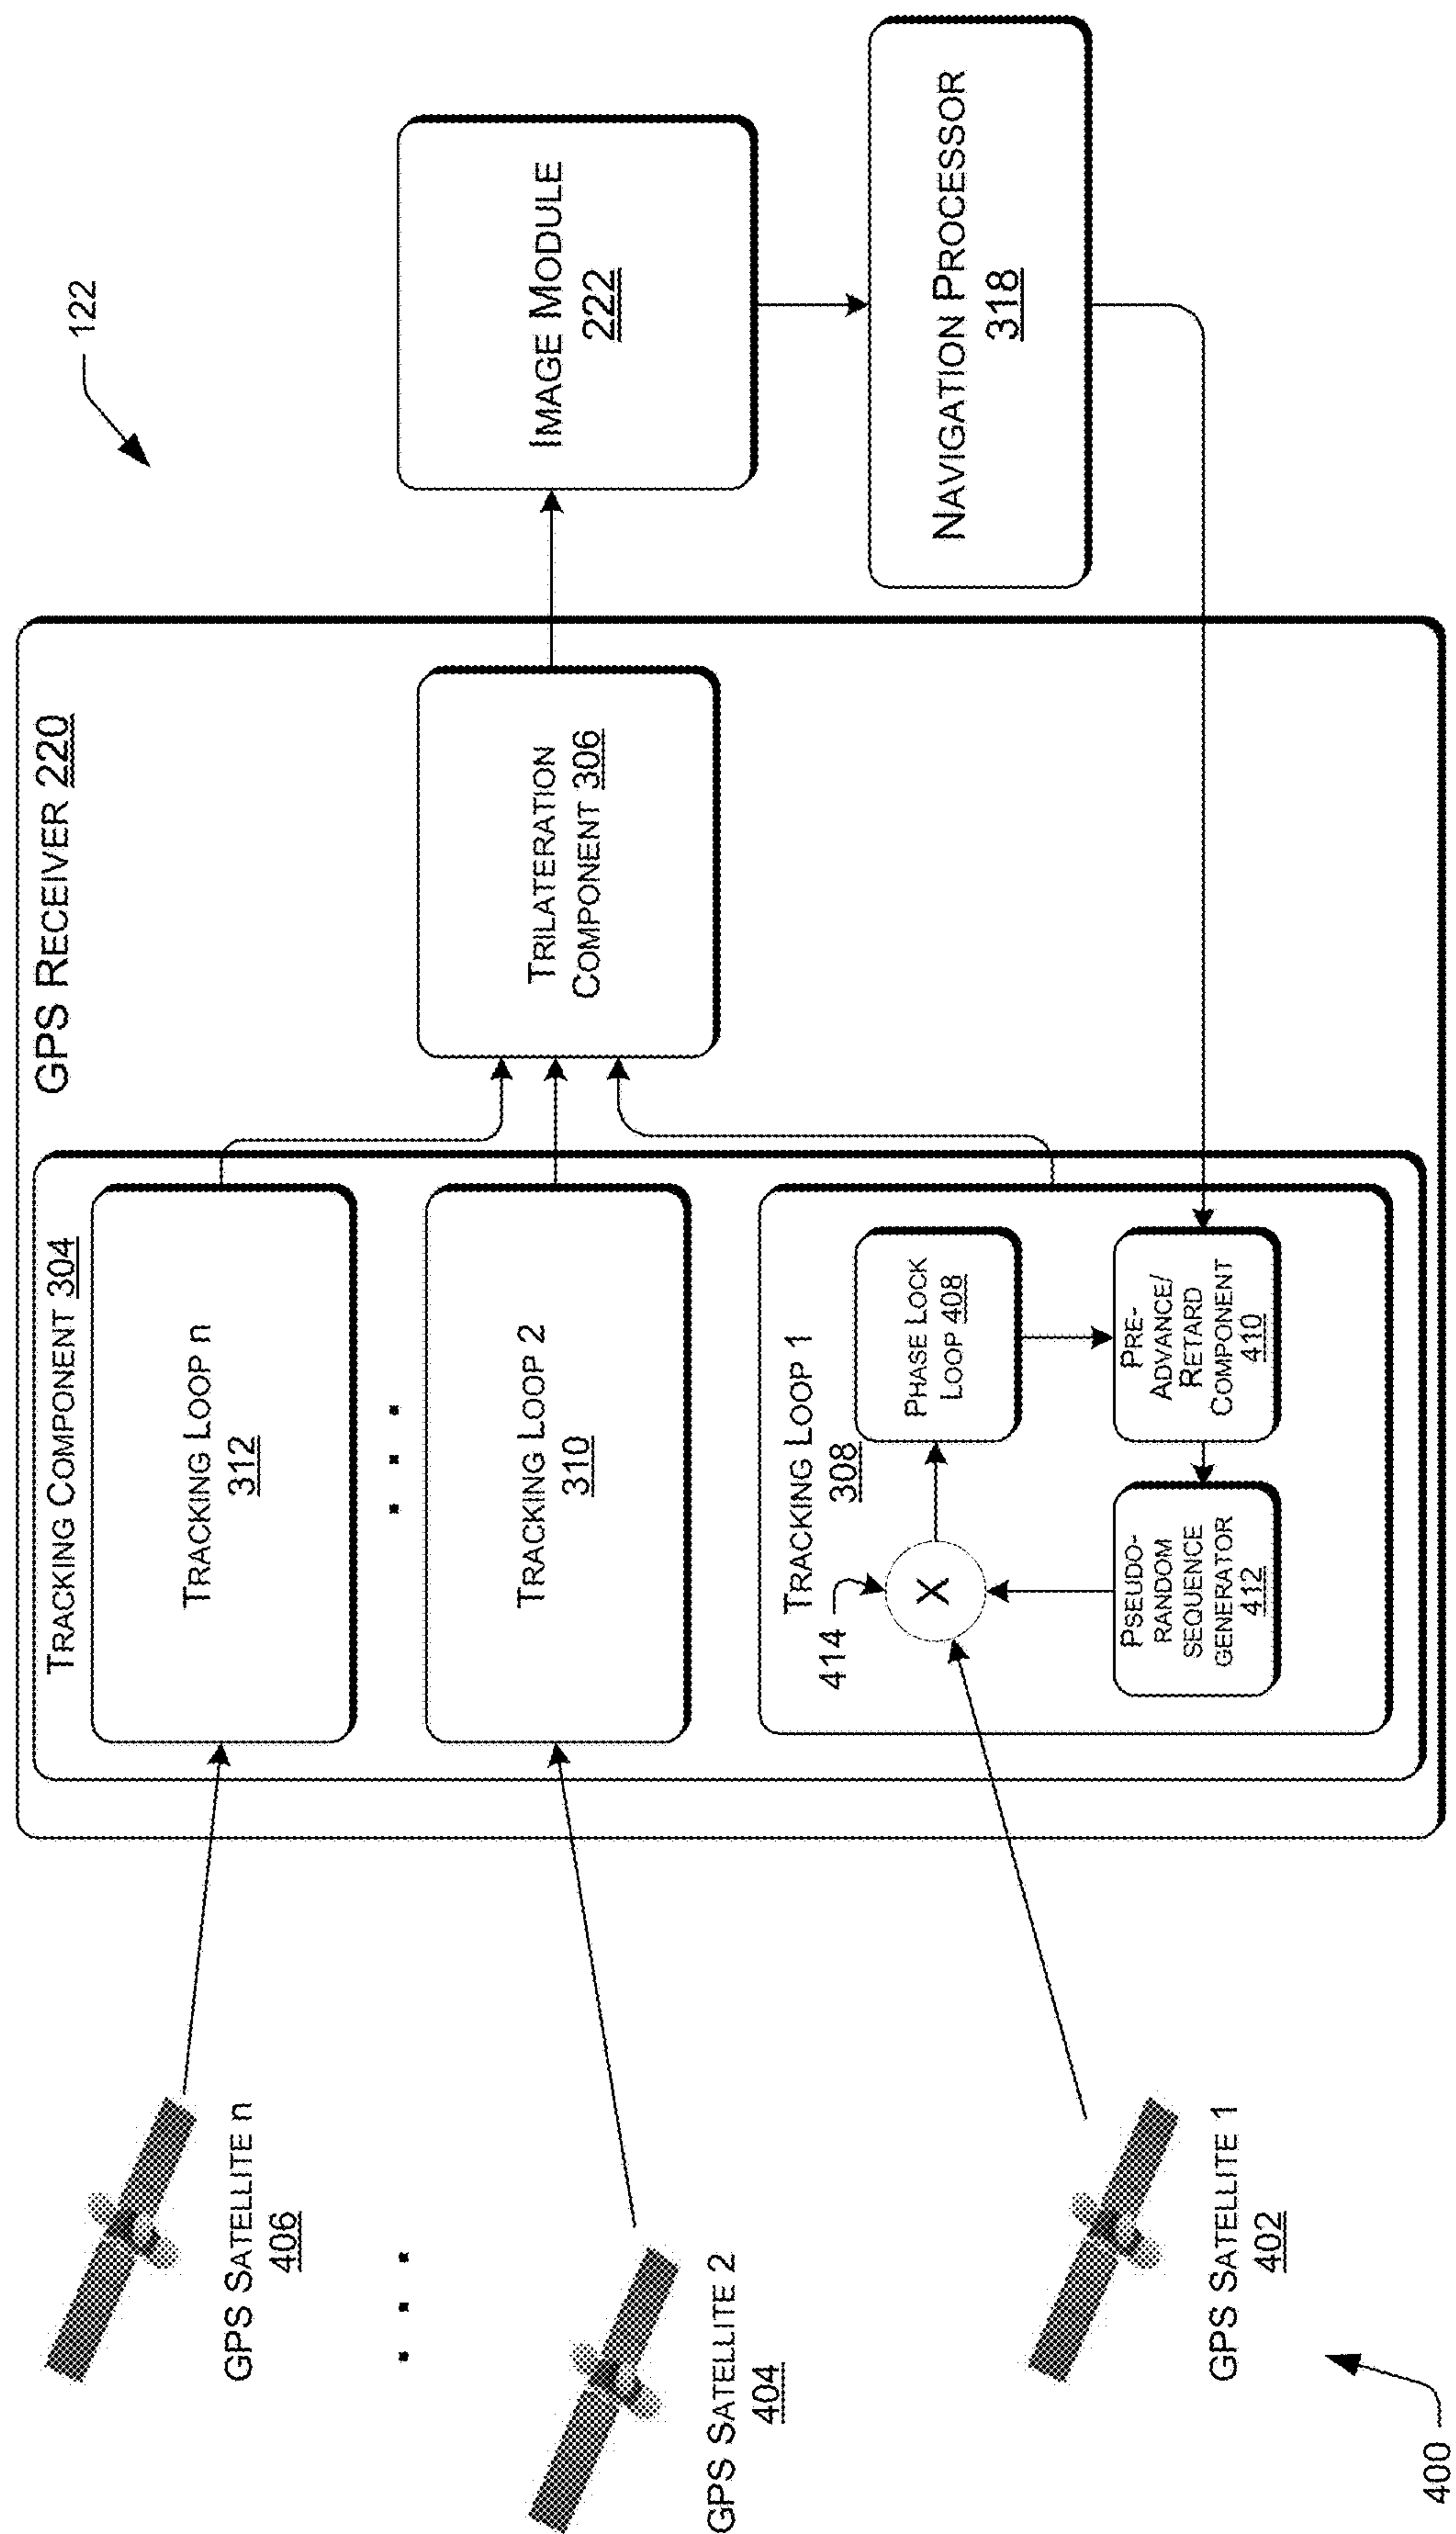 122
GPS RECEIVER 220
TRACKING COMPONENT 304
TRACKING LOOP n
312
TRACKING LOOP 2
310
TRACKING LOOP 1
308
414
X
PHASE LOCK
LOOP 408
PRE-
ADVANCE/
RETARD
COMPONENT
410
PSEUDO-
RANDOM
SEQUENCE
GENERATOR
412
TRILATERATION
COMPONENT 306
IMAGE MODULE
222
NAVIGATION PROCESSOR
318
GPS SATELLITE n
406
GPS SATELLITE 2
404
GPS SATELLITE 1
402
400